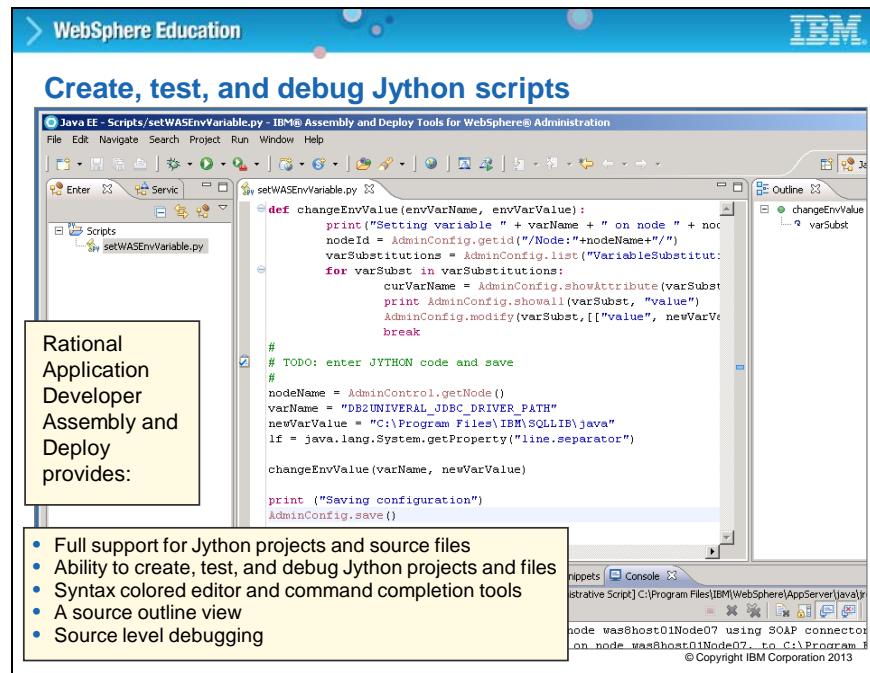 WebSphere Education
IBM
Create, test, and debug Jython scripts
Java EE - Scripts/setWASEnvVariable.py - IBM® Assembly and Deploy Tools for WebSphere® Administration
File Edit Navigate Search Project Run Window Help
Enter
Servic
Scripts
setWASEnvVariable.py
setWASEnvVariable.py
def changeEnvValue(envVarName, envVarValue):
print("Setting variable " + varName + " on node " + nod
nodeId = AdminConfig.getid("/Node:"+nodeName+"/")
varSubstitutions = AdminConfig.list("VariableSubstitut:
for varSubst in varSubstitutions:
curVarName = AdminConfig.showAttribute(varSubst
print AdminConfig.showall(varSubst, "value")
AdminConfig.modify(varSubst,[["value", newVarVa
break
#
# TODO: enter JYTHON code and save
#
nodeName = AdminControl.getNode()
varName = "DB2UNIVERAL_JDBC_DRIVER_PATH"
newVarValue = "C:\Program Files\IBM\SQLLIB\java"
lf = java.lang.System.getProperty("line.separator")
changeEnvValue(varName, newVarValue)
print ("Saving configuration")
AdminConfig.save()
Outline
changeEnvValue
varSubst
Rational
Application
Developer
Assembly and
Deploy
provides:
• Full support for Jython projects and source files
• Ability to create, test, and debug Jython projects and files
• Syntax colored editor and command completion tools
• A source outline view
• Source level debugging
nippets Console
istrative Script] C:\Program Files\IBM\WebSphere\AppServer\java\jr
node was8host01Node07 using SOAP connector
on node was8host01Node07. to C:\Program F
© Copyright IBM Corporation 2013